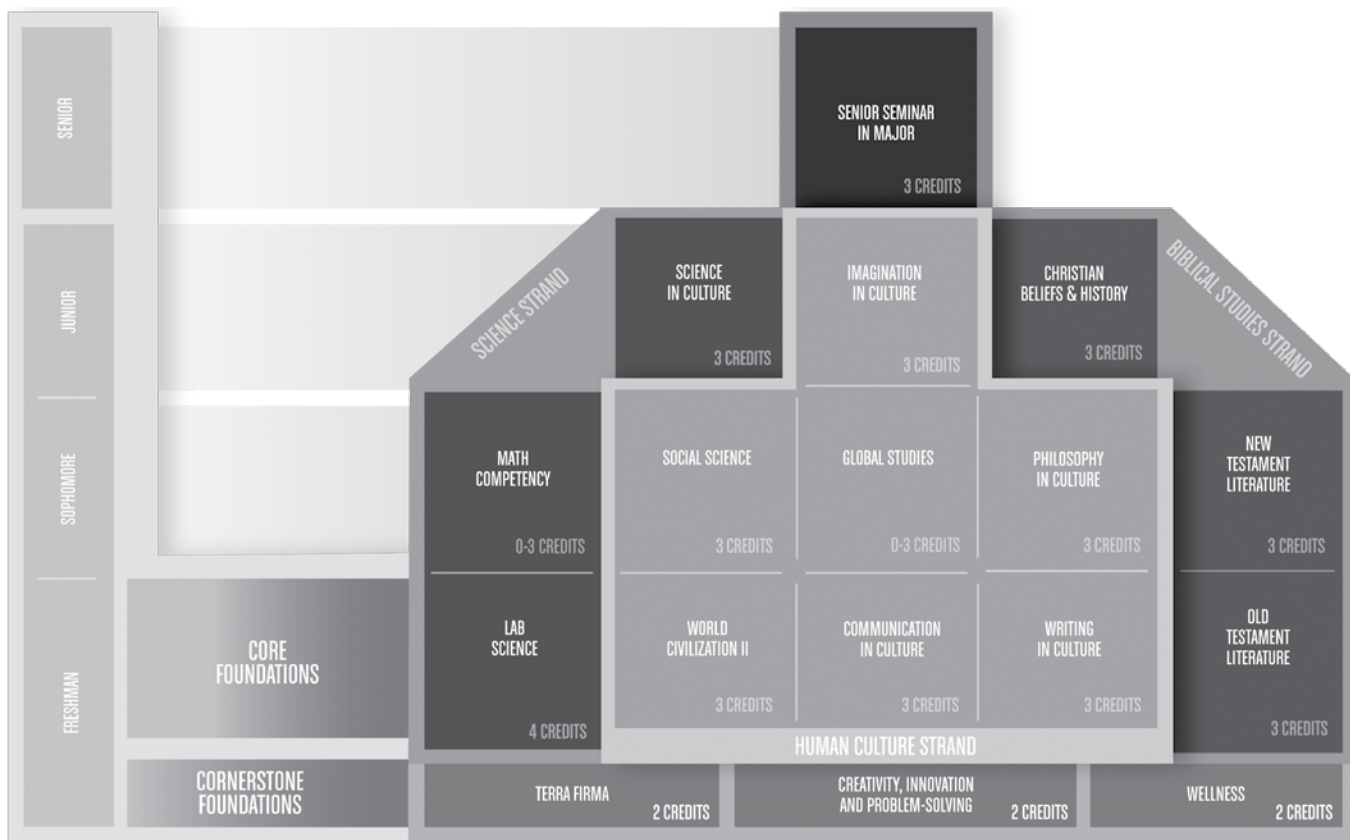 SENIOR
SENIOR SEMINAR
IN MAJOR
3 CREDITS
JUNIOR
SCIENCE STRAND
SCIENCE
IN CULTURE
3 CREDITS
IMAGINATION
IN CULTURE
3 CREDITS
CHRISTIAN
BELIEFS & HISTORY
3 CREDITS
BIBLICAL STUDIES STRAND
SOPHOMORE
MATH
COMPETENCY
0-3 CREDITS
SOCIAL SCIENCE
3 CREDITS
GLOBAL STUDIES
0-3 CREDITS
PHILOSOPHY
IN CULTURE
3 CREDITS
NEW
TESTAMENT
LITERATURE
3 CREDITS
FRESHMAN
CORE
FOUNDATIONS
LAB
SCIENCE
4 CREDITS
WORLD
CIVILIZATION II
3 CREDITS
COMMUNICATION
IN CULTURE
3 CREDITS
WRITING
IN CULTURE
3 CREDITS
OLD
TESTAMENT
LITERATURE
3 CREDITS
HUMAN CULTURE STRAND
CORNERSTONE
FOUNDATIONS
TERRA FIRMA
2 CREDITS
CREATIVITY, INNOVATION
AND PROBLEM-SOLVING
2 CREDITS
WELLNESS
2 CREDITS